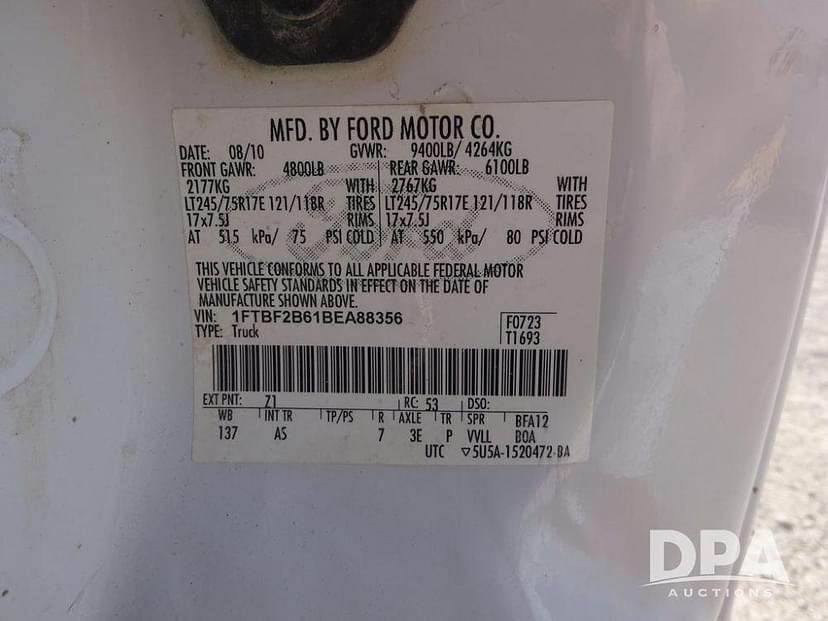 MFD. BY FORD MOTOR CO.
DATE: 08/10 GVWR: 9400LB/ 4264KG
FRONT GAWR: 4800LB REAR GAWR: 6100LB
2177KG WITH 2767KG WITH
LT245/75R17E 121/118R TIRES LT245/75R17E 121/118R TIRES
17x7.5J RIMS 17x7.5J RIMS
AT 515 kPa/ 75 PSI COLD AT 550 kPa/ 80 PSI COLD
THIS VEHICLE CONFORMS TO ALL APPLICABLE FEDERAL MOTOR
VEHICLE SAFETY STANDARDS IN EFFECT ON THE DATE OF
MANUFACTURE SHOWN ABOVE.
VIN: 1FTBF2B61BEA88356 F0723
TYPE: Truck T1693
EXT PNT: Z1 RC: 53 DSO:
WB INT TR TP/PS R AXLE TR SPR BFA12
137 AS 7 3E P VVLL BOA
UTC ▽5U5A-1520472-BA
DPA
AUCTIONS